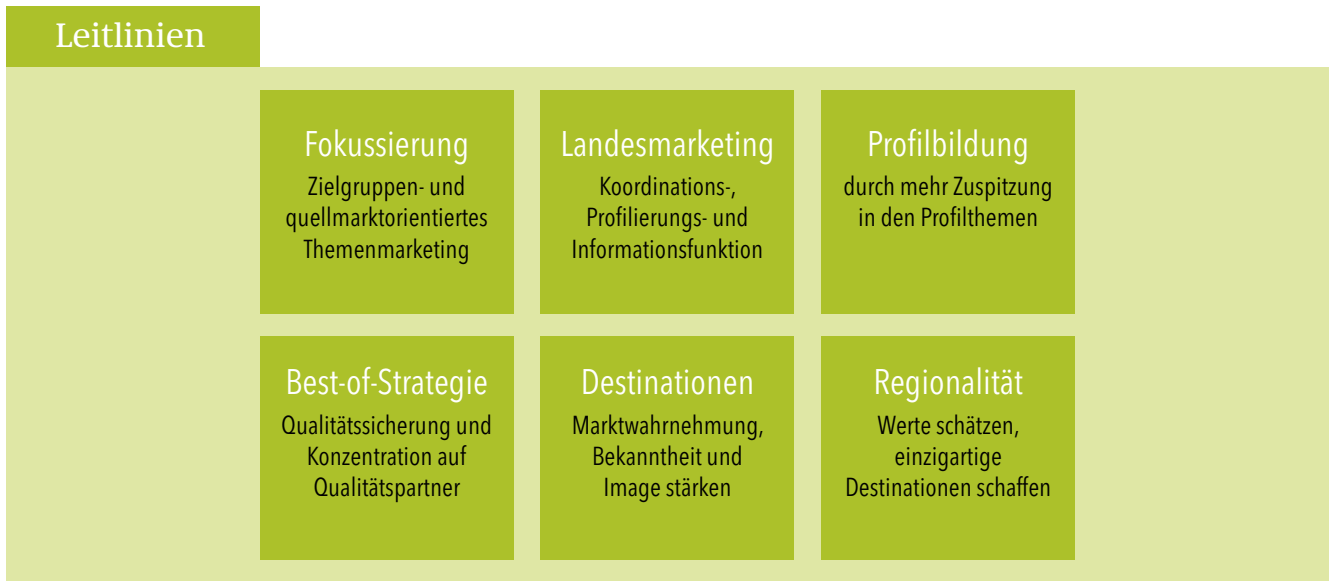 Leitlinien
Fokussierung
Zielgruppen- und
quellmarktorientiertes
Themenmarketing
Landesmarketing
Koordinations-,
Profilierungs- und
Informationsfunktion
Profilbildung
durch mehr Zuspitzung
in den Profilthemen
Best-of-Strategie
Qualitätssicherung und
Konzentration auf
Qualitätspartner
Destinationen
Marktwahrnehmung,
Bekanntheit und
Image stärken
Regionalität
Werte schätzen,
einzigartige
Destinationen schaffen